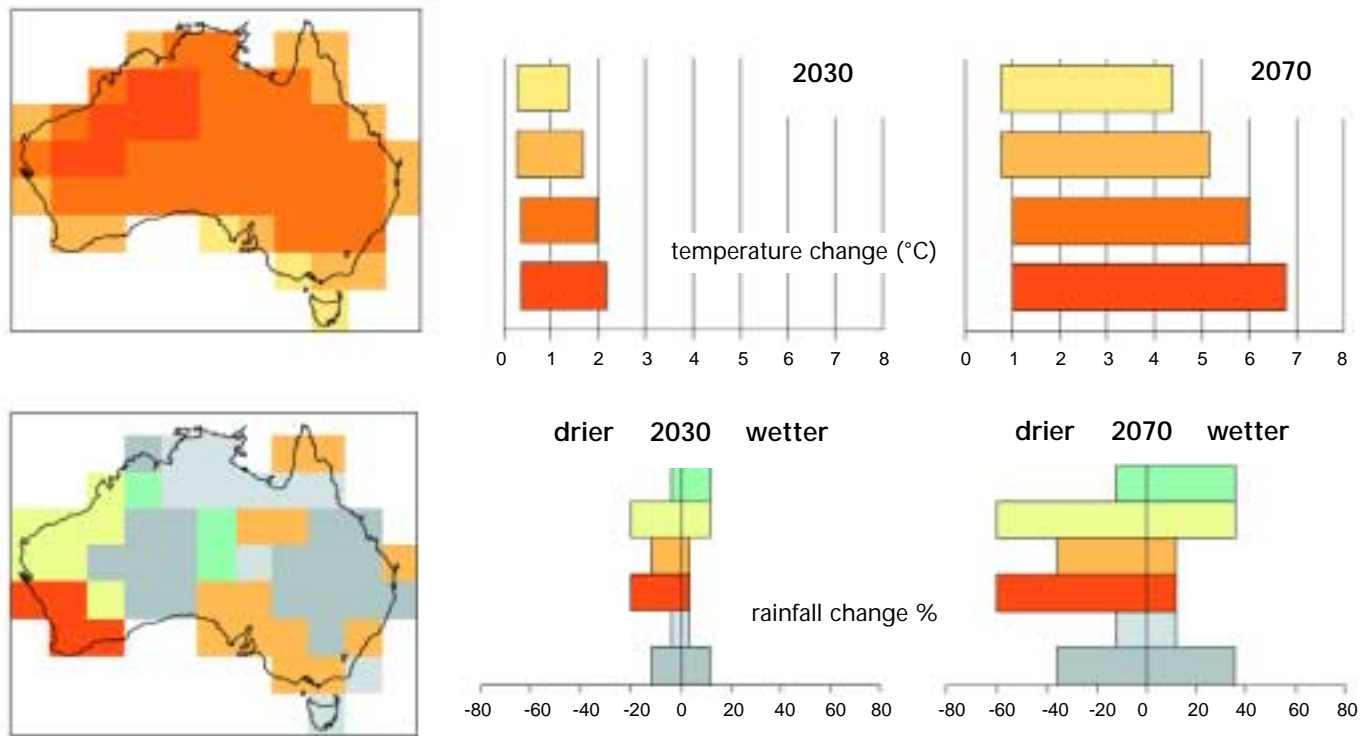 2030
2070
temperature change (°C)
0 1 2 3 4 5 6 7 8
0 1 2 3 4 5 6 7 8
drier 2030 wetter
drier 2070 wetter
rainfall change %
-80 -60 -40 -20 0 20 40 60 80
-80 -60 -40 -20 0 20 40 60 80